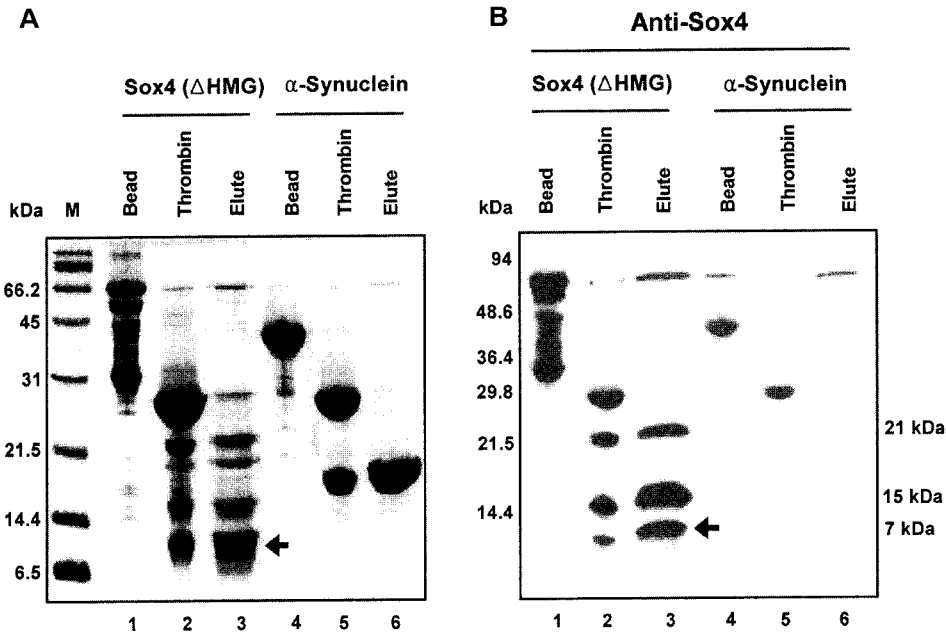 A
Sox4 (△HMG) α-Synuclein
kDa M Bead Thrombin Elute Bead Thrombin Elute
66.2
45
31
21.5
14.4
6.5
1 2 3 4 5 6
B
Anti-Sox4
Sox4 (△HMG) α-Synuclein
kDa Bead Thrombin Elute Bead Thrombin Elute
94
48.6
36.4
29.8
21.5
14.4
21 kDa
15 kDa
7 kDa
1 2 3 4 5 6